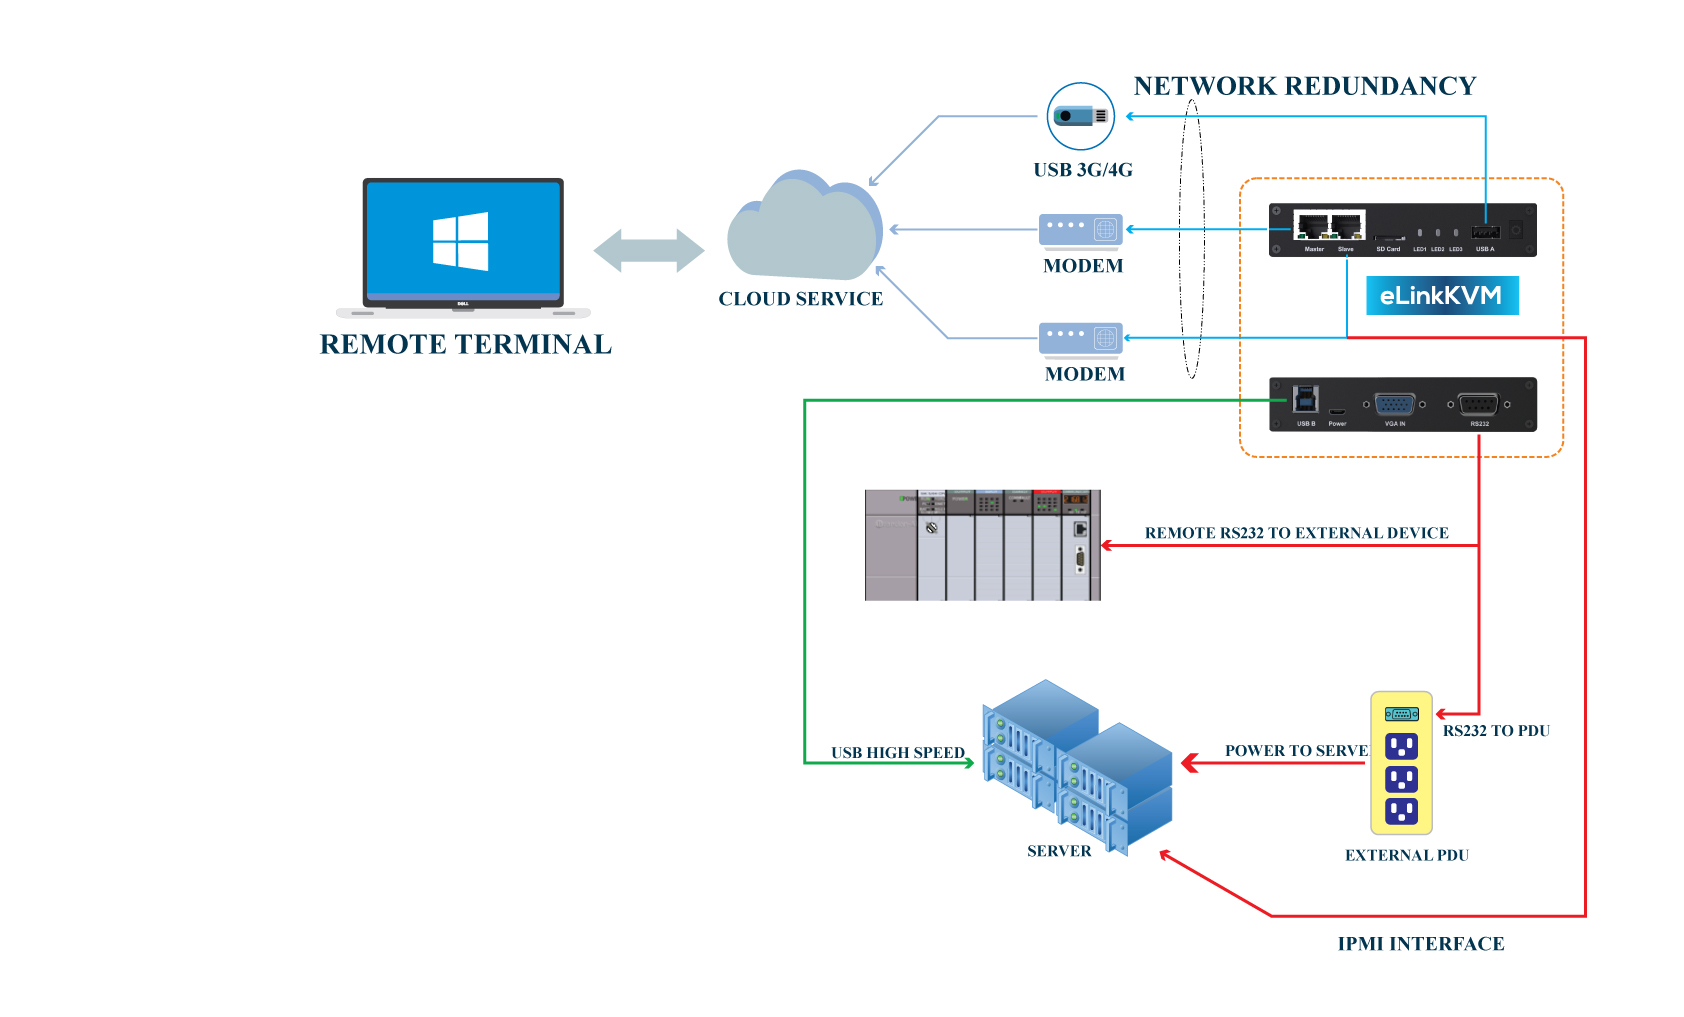 NETWORK REDUNDANCY
USB 3G/4G
MODEM
MODEM
CLOUD SERVICE
DELL
REMOTE TERMINAL
Master Slave SD Card LED1 LED2 LED3 USB A
eLinkKVM
USB B Power VGA IN RS232
POWER
REMOTE RS232 TO EXTERNAL DEVICE
RS232 TO PDU
USB HIGH SPEED
POWER TO SERVE
SERVER
EXTERNAL PDU
IPMI INTERFACE